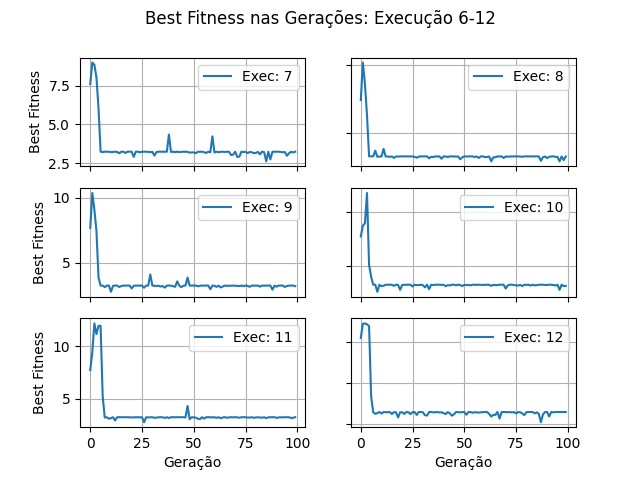 Best Fitness nas Gerações: Execução 6-12
Best Fitness
7.5
5.0
2.5
Exec: 7
Exec: 8
Best Fitness
10
5
Exec: 9
Exec: 10
Best Fitness
10
5
Exec: 11
Exec: 12
0 25 50 75 100
0 25 50 75 100
Geração
Geração